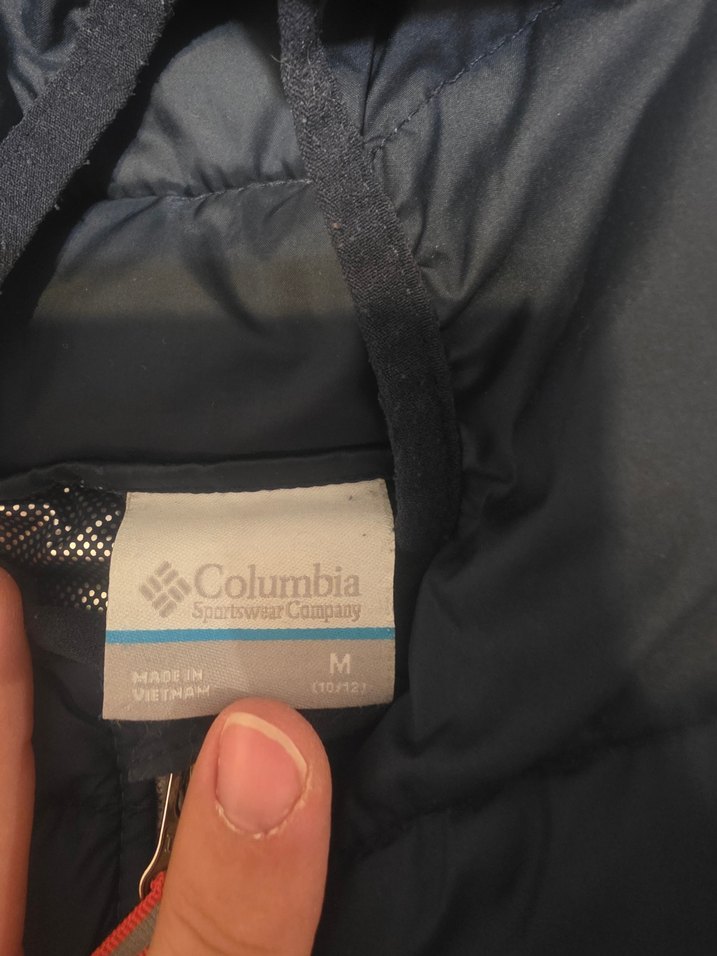 Columbia
Sportswear Company
M
(10/12)
MADE IN
VIETNAM